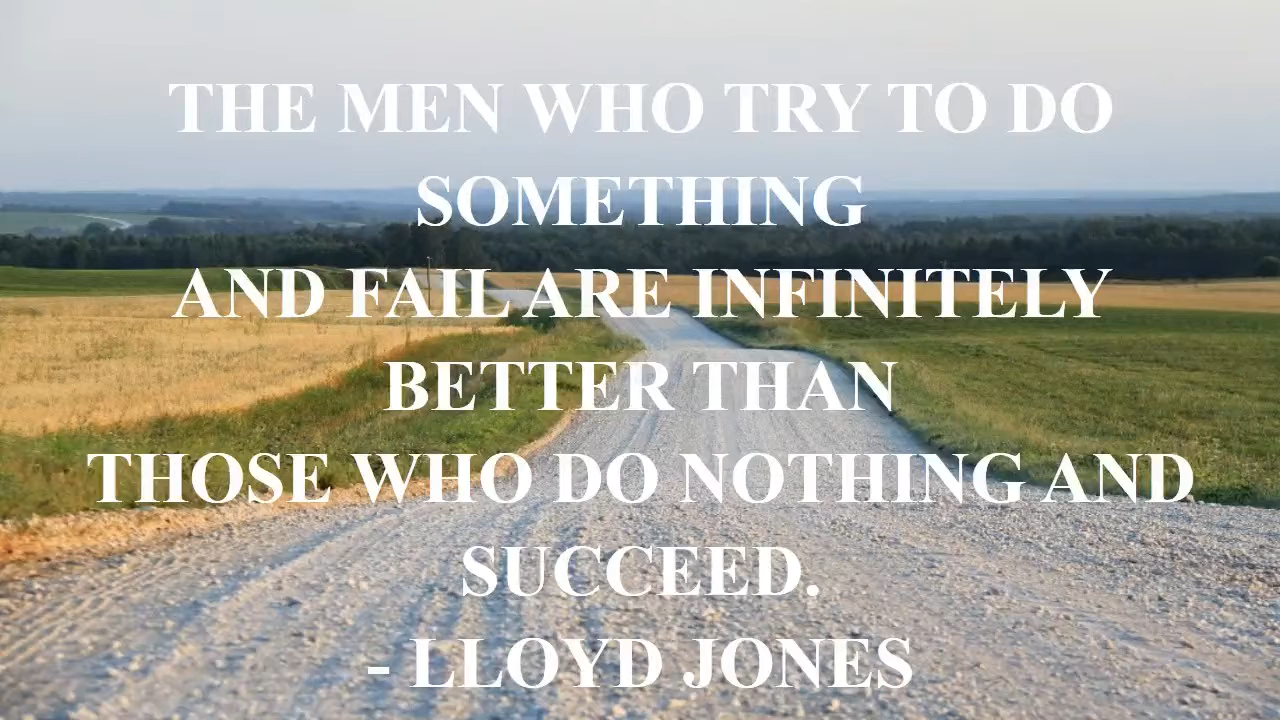 THE MEN WHO TRY TO DO
SOMETHING
AND FAIL ARE INFINITELY
BETTER THAN
THOSE WHO DO NOTHING AND
SUCCEED.
- LLOYD JONES